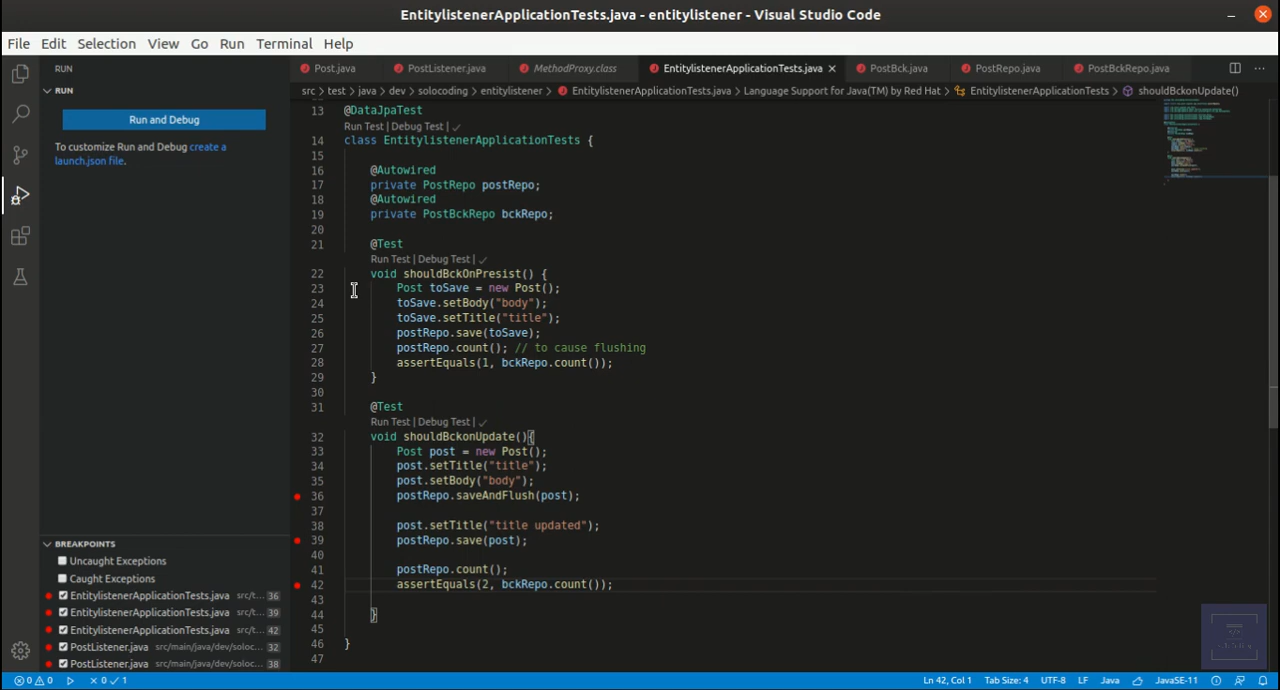 EntitylistenerApplicationTests.java - entitylistener - Visual Studio Code
File Edit Selection View Go Run Terminal Help
RUN
RUN
Run and Debug
To customize Run and Debug create a
launch.json file.
Post.java PostListener.java MethodProxy.class EntitylistenerApplicationTests.java PostBck.java PostRepo.java PostBckRepo.java
src > test > java > dev > solocoding > entitylistener > EntitylistenerApplicationTests.java > Language Support for Java(TM) by Red Hat > EntitylistenerApplicationTests > shouldBckonUpdate()
13 @DataJpaTest
Run Test | Debug Test |
14 class EntitylistenerApplicationTests {
15
16 @Autowired
17 private PostRepo postRepo;
18 @Autowired
19 private PostBckRepo bckRepo;
20
21 @Test
Run Test | Debug Test |
22 void shouldBckOnPresist() {
23 Post toSave = new Post();
24 toSave.setBody("body");
25 toSave.setTitle("title");
26 postRepo.save(toSave);
27 postRepo.count(); // to cause flushing
28 assertEquals(1, bckRepo.count());
29 }
30
31 @Test
Run Test | Debug Test |
32 void shouldBckonUpdate(){
33 Post post = new Post();
34 post.setTitle("title");
35 post.setBody("body");
36 postRepo.saveAndFlush(post);
37
38 post.setTitle("title updated");
39 postRepo.save(post);
40
41 postRepo.count();
42 assertEquals(2, bckRepo.count());
43
44 }
45
46 }
47
BREAKPOINTS
Uncaught Exceptions
Caught Exceptions
EntitylistenerApplicationTests.java src/t... 36
EntitylistenerApplicationTests.java src/t... 39
EntitylistenerApplicationTests.java src/t... 42
PostListener.java src/main/java/dev/soloc... 32
PostListener.java src/main/java/dev/soloc... 38
0 0 0 1 Ln 42, Col 1 Tab Size: 4 UTF-8 LF Java JavaSE-11